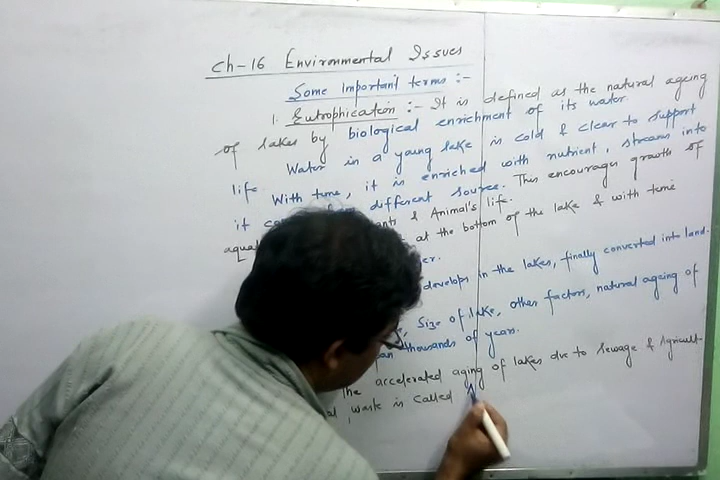 Ch-16 Environmental Issues
Some Important terms :-
1. Eutrophication :- It is defined as the natural ageing
of lakes by biological enrichment of its water
Water in a young lake is cold & clear to support
life With time, it is enriched with nutrient, streams into
it different source. This encourages growth of
aqua & Animal's life.
at the bottom of the lake & with time
develops in the lakes, finally converted into land.
, Size of lake, other factors, natural ageing of
thousands of years.
The accelerated aging of lakes due to Sewage & Agricult-
al, waste is called